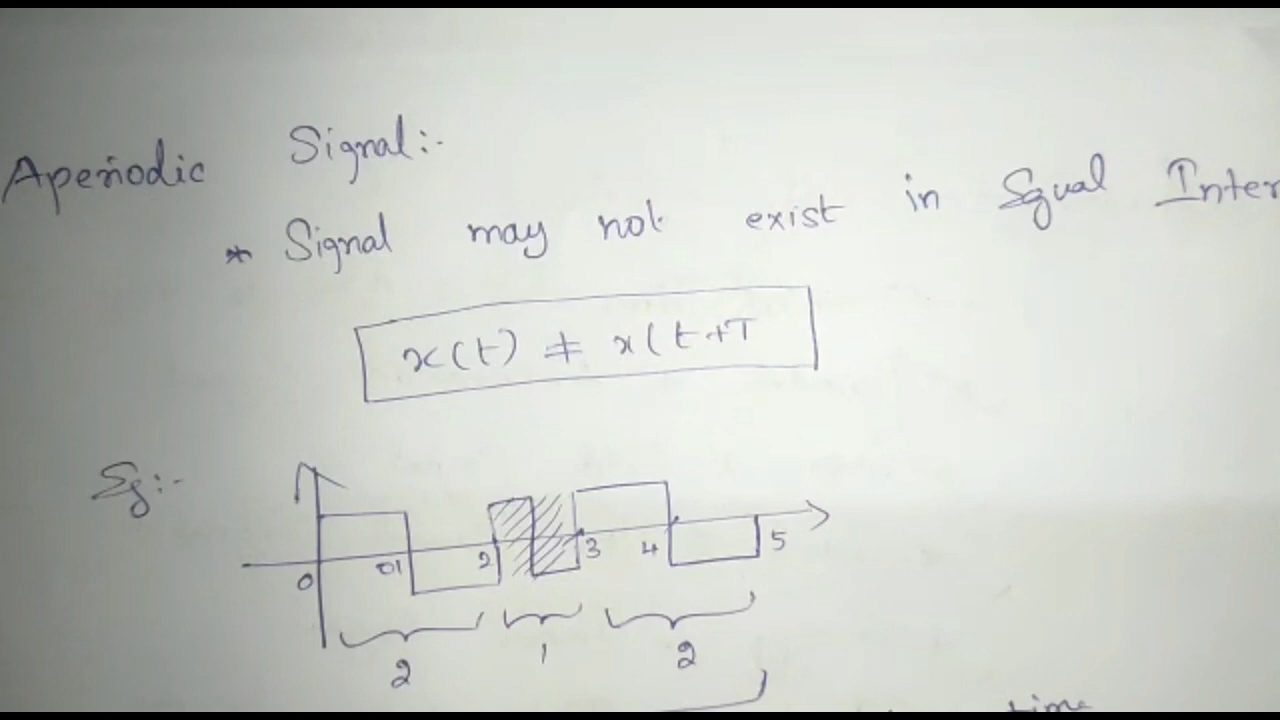 Aperiodic Signal:-
* Signal may not exist in Equal Inter
x(t) ≠ x(t+T
Eg:-
0 01 2 3 4 5
2 1 2
time